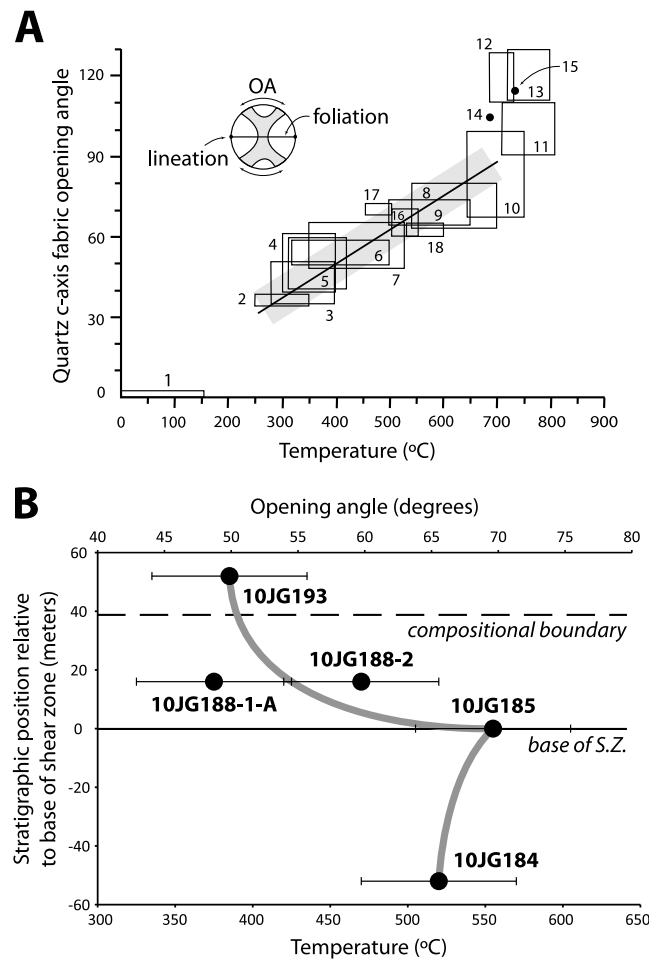 A
Quartz c-axis fabric opening angle
120
90
60
30
0
OA
foliation
lineation
1
2
3
4
5
6
7
8
9
10
11
12
13
14
15
16
17
18
0 100 200 300 400 500 600 700 800 900
Temperature (ºC)
B
Opening angle (degrees)
40 45 50 55 60 65 70 75 80
Stratigraphic position relative
to base of shear zone (meters)
60
40
20
0
-20
-40
-60
10JG193
compositional boundary
10JG188-2
10JG188-1-A
10JG185
base of S.Z.
10JG184
300 350 400 450 500 550 600 650
Temperature (ºC)